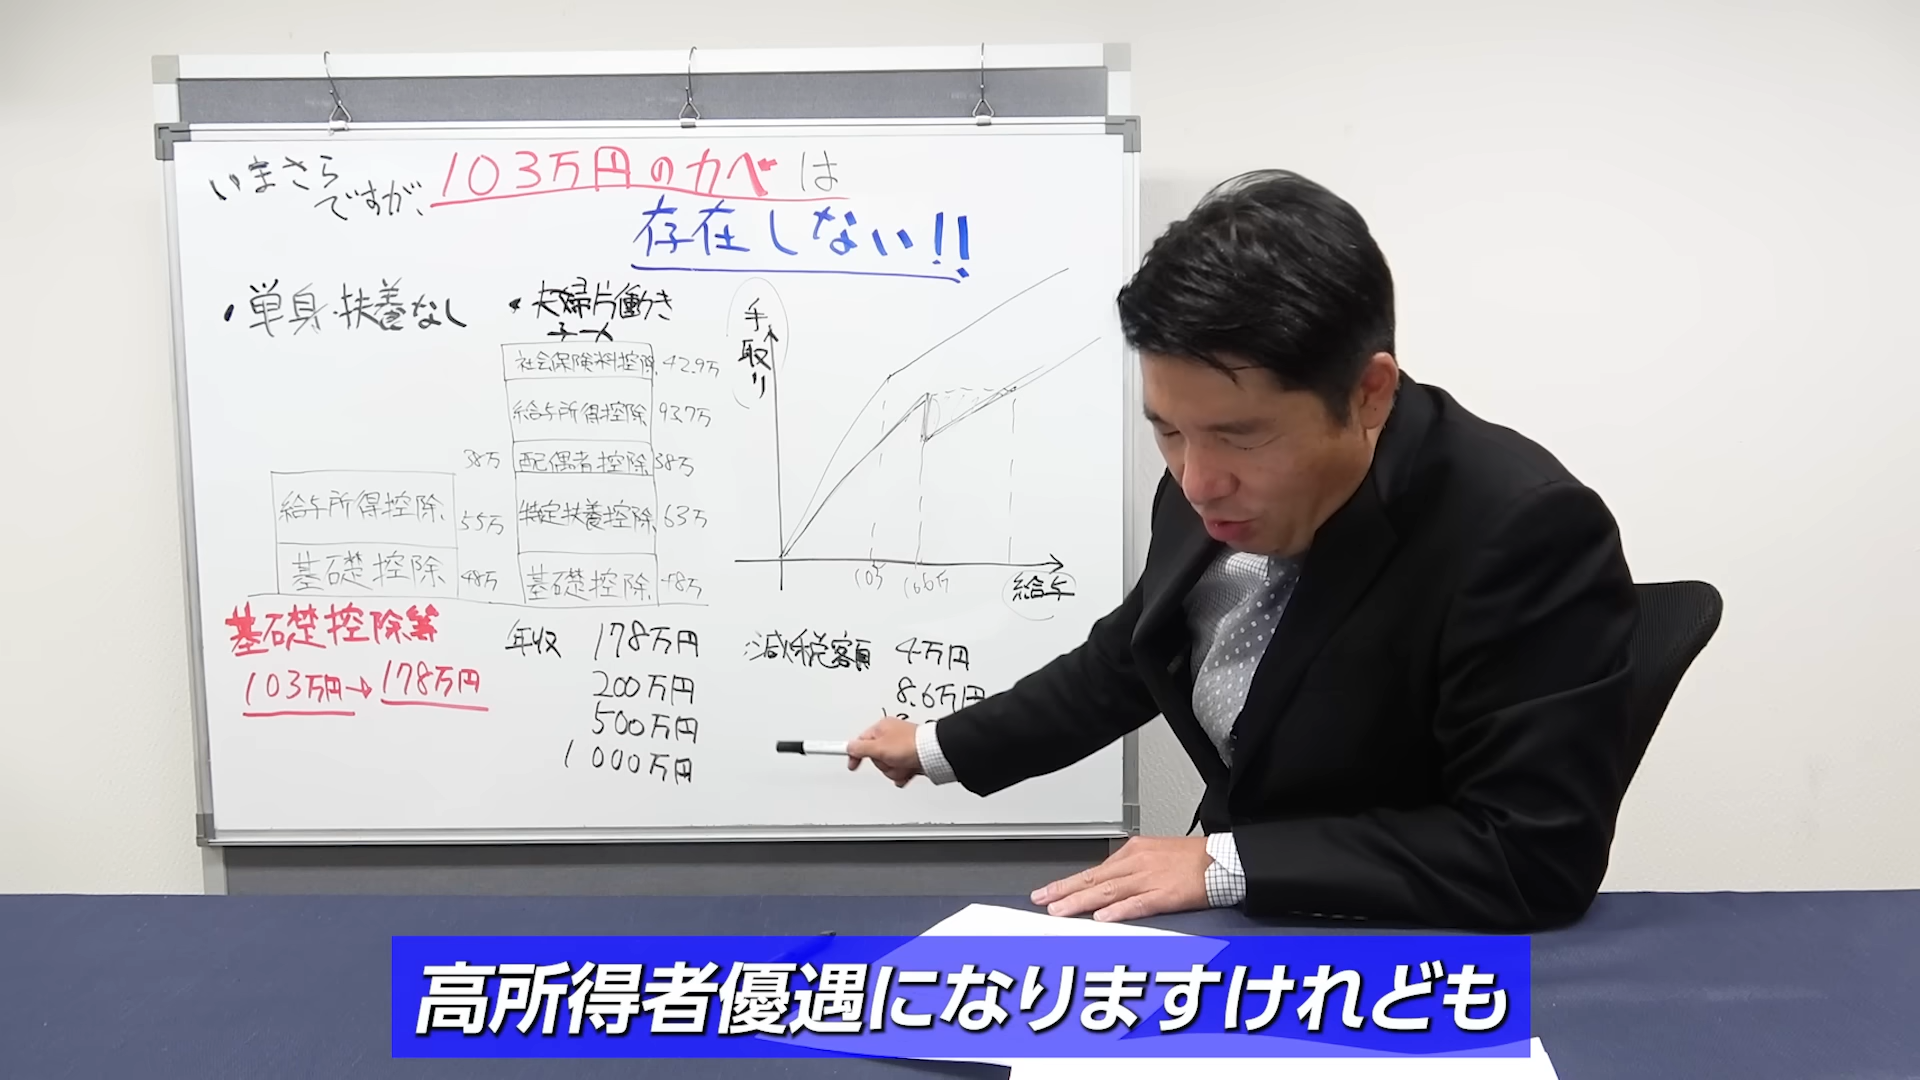 いまさら
ですが、
103万円のカベは
存在しない!!
・単身・扶養なし
・夫婦片働き
社会保険料控除 42.9万
給与所得控除 93.7万
38万 配偶者控除 38万
特定扶養控除 63万
基礎控除 48万
給与所得控除 55万
基礎控除 48万
手取り
103
給与
基礎控除等
103万円→178万円
年収 178万円
200万円
500万円
1000万円
減税額 4万円
8.6万円
高所得者優遇になりますけれども